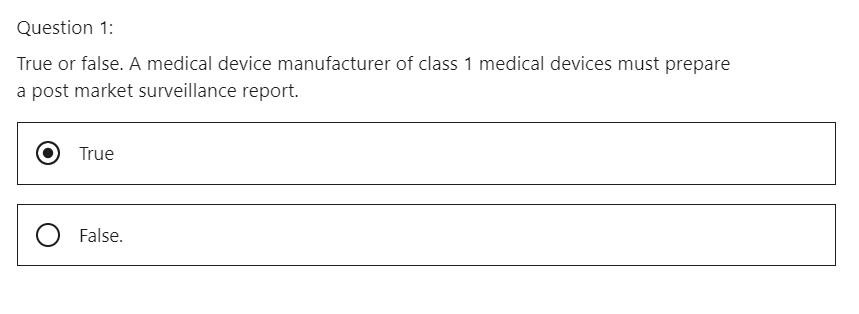 Question 1:
True or false. A medical device manufacturer of class 1 medical devices must prepare
a post market surveillance report.
True
False.